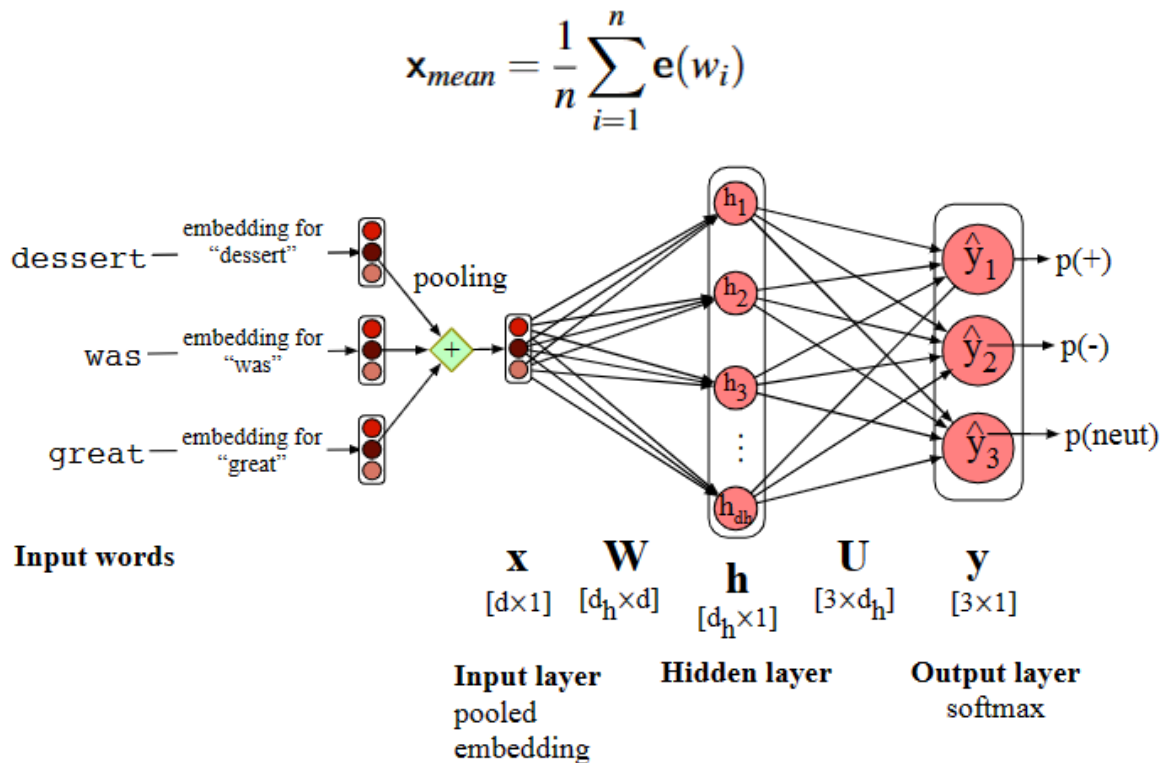 x_mean = 1/n ∑_{i=1}^{n} e(w_i)
dessert
embedding for
“dessert”
pooling
was
embedding for
“was”
+
great
embedding for
“great”
h1
h2
h3
⋮
hdh
ŷ1
ŷ2
ŷ3
p(+)
p(-)
p(neut)
Input words
x
[d×1]
W
[dh×d]
h
[dh×1]
U
[3×dh]
y
[3×1]
Input layer
pooled
embedding
Hidden layer
Output layer
softmax